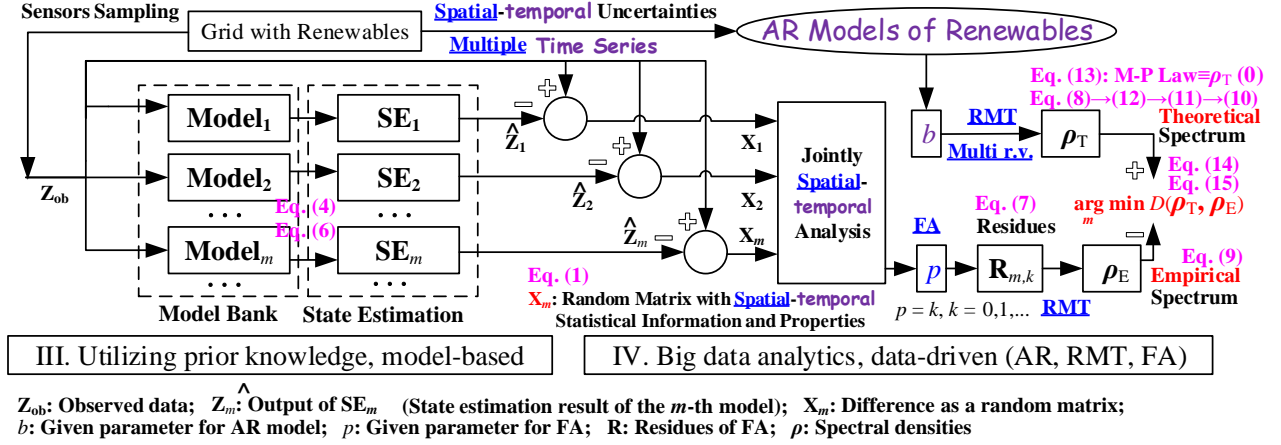 Sensors Sampling
Grid with Renewables
Spatial-temporal Uncertainties
Multiple Time Series
AR Models of Renewables
Eq. (13): M-P Law≡ρT (0)
Eq. (8)→(12)→(11)→(10)
Theoretical
Spectrum
b
RMT
Multi r.v.
ρT
Zob
Model1
SE1
Ẑ1
X1
Model2
SE2
Ẑ2
X2
...
...
Eq. (4)
Eq. (6)
Modelm
SEm
Ẑm
Xm
Model Bank
State Estimation
Jointly
Spatial-
temporal
Analysis
Eq. (14)
Eq. (15)
arg min D(ρT, ρE)
m
FA
p
Eq. (7)
Residues
Rm,k
RMT
ρE
Eq. (9)
Empirical
Spectrum
p = k, k = 0,1,...
Eq. (1)
Xm: Random Matrix with Spatial-temporal
Statistical Information and Properties
III. Utilizing prior knowledge, model-based
IV. Big data analytics, data-driven (AR, RMT, FA)
Zob: Observed data; Ẑm: Output of SEm (State estimation result of the m-th model); Xm: Difference as a random matrix;
b: Given parameter for AR model; p: Given parameter for FA; R: Residues of FA; ρ: Spectral densities